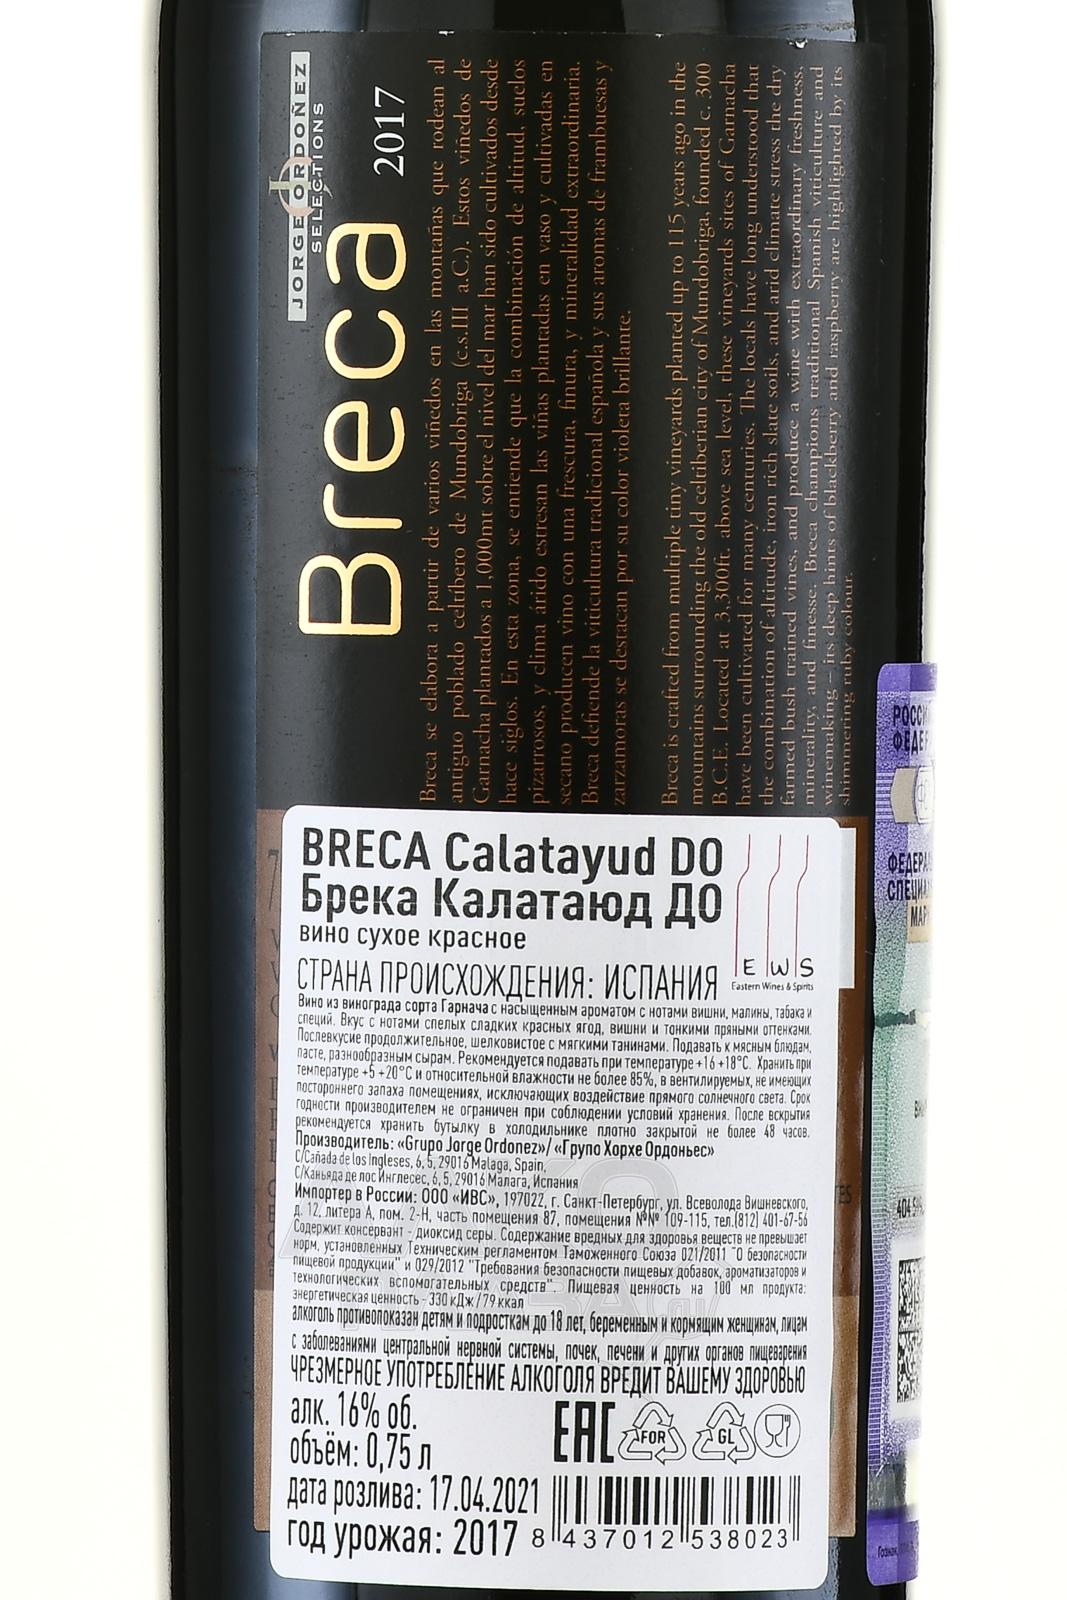 JORGE ORDOÑEZ
SELECTIONS
Breca 2017
Breca se elabora a partir de varios viñedos en las montañas que rodean al
antiguo poblado celtíbero de Mundobriga (c.s.III a.C.). Estos viñedos de
Garnacha plantados a 1,000mt sobre el nivel del mar han sido cultivados desde
hace siglos. En esta zona, se entiende que la combinación de altitud, suelos
pizarrosos, y clima árido estresan las viñas plantadas en vaso y cultivadas en
secano producen vino con una frescura, finura, y mineralidad extraordinaria.
Breca defiende la viticultura tradicional española y sus aromas de frambuesas y
zarzamoras se destacan por su color violeta brillante.
Breca is crafted from multiple tiny vineyards planted up to 115 years ago in the
mountains surrounding the old celtiberian city of Mundobriga, founded c. 300
B.C.E. Located at 3,300ft. above sea level, these vineyards sites of Garnacha
have been cultivated for many centuries. The locals have long understood that
the combination of altitude, iron rich slate soils, and arid climate stress the dry
farmed bush trained vines, and produce a wine with extraordinary freshness,
minerality, and finesse. Breca champions traditional Spanish viticulture and
winemaking – its deep hints of blackberry and raspberry are highlighted by its
shimering ruby colour.
BRECA Calatayud DO
Брека Калатаюд ДО
вино сухое красное
E W S
Eastern Wines & Spirits
СТРАНА ПРОИСХОЖДЕНИЯ: ИСПАНИЯ
Вино из винограда сорта Гарнача с насыщенным ароматом с нотами вишни, малины, табака и
специй. Вкус с нотами спелых сладких красных ягод, вишни и тонкими пряными оттенками.
Послевкусие продолжительное, шелковистое с мягкими танинами. Подавать к мясным блюдам,
пасте, разнообразным сырам. Рекомендуется подавать при температуре +16 +18°С. Хранить при
температуре +5 +20°С и относительной влажности не более 85%, в вентилируемых, не имеющих
постороннего запаха помещениях, исключающих воздействие прямого солнечного света. Срок
годности производителем не ограничен при соблюдении условий хранения. После вскрытия
рекомендуется хранить бутылку в холодильнике плотно закрытой не более 48 часов.
Производитель: «Grupo Jorge Ordonez»/ «Групо Хорхе Ордоньес»
C/Cañada de los Ingleses, 6, 5, 29016 Malaga, Spain,
С/Каньяда де лос Инглесес, 6, 5, 29016 Малага, Испания
Импортер в России: ООО «ИВС», 197022, г. Санкт-Петербург, ул. Всеволода Вишневского,
д. 12, литера А, пом. 2-Н, часть помещения 87, помещения №№ 109-115, тел.(812) 401-67-56
Содержит консервант - диоксид серы. Содержание вредных для здоровья веществ не превышает
норм, установленных Техническим регламентом Таможенного Союза 021/2011 "О безопасности
пищевой продукции" и 029/2012 "Требования безопасности пищевых добавок, ароматизаторов и
технологических вспомогательных средств". Пищевая ценность на 100 мл продукта:
энергетическая ценность - 330 кДж/79 ккал
алкоголь противопоказан детям и подросткам до 18 лет, беременным и кормящим женщинам, лицам
с заболеваниями центральной нервной системы, почек, печени и других органов пищеварения
ЧРЕЗМЕРНОЕ УПОТРЕБЛЕНИЕ АЛКОГОЛЯ ВРЕДИТ ВАШЕМУ ЗДОРОВЬЮ
алк. 16% об.
объём: 0,75 л
EAC FOR GL
дата розлива: 17.04.2021
год урожая: 2017
8 437012 538023